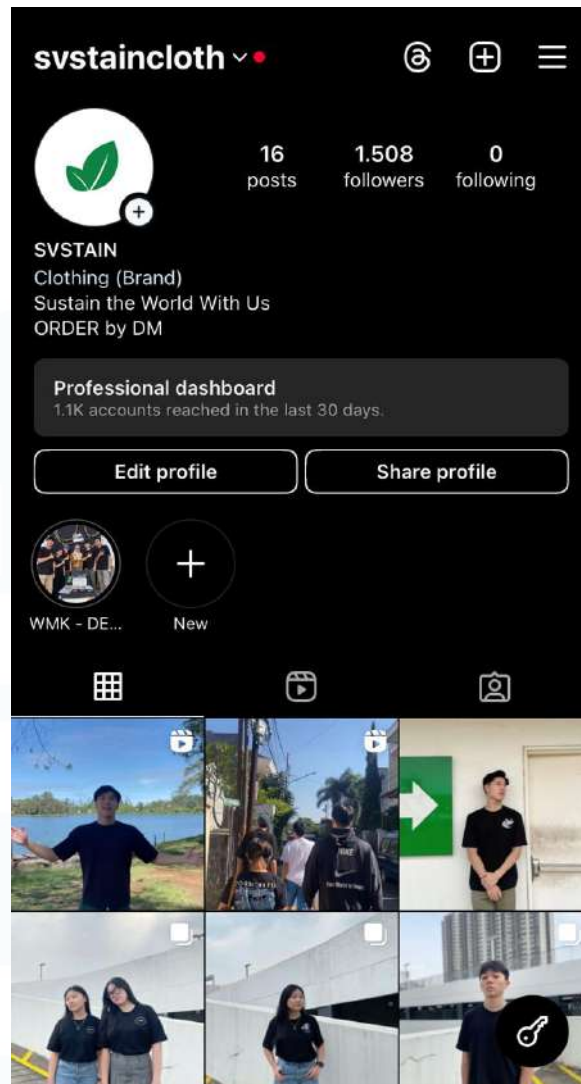 svstaincloth
16 1.508 0
posts followers following
SVSTAIN
Clothing (Brand)
Sustain the World With Us
ORDER by DM
Professional dashboard
1.1K accounts reached in the last 30 days.
Edit profile Share profile
WMK - DE... New